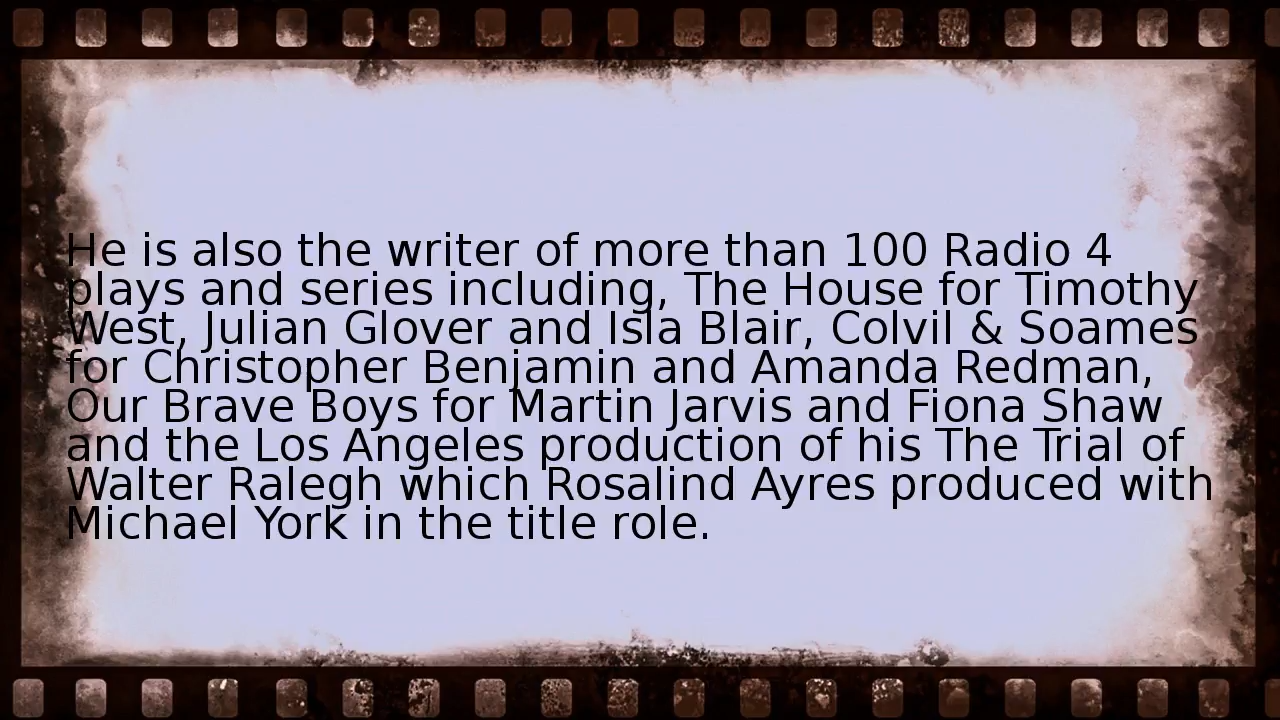 He is also the writer of more than 100 Radio 4
plays and series including, The House for Timothy
West, Julian Glover and Isla Blair, Colvil & Soames
for Christopher Benjamin and Amanda Redman,
Our Brave Boys for Martin Jarvis and Fiona Shaw
and the Los Angeles production of his The Trial of
Walter Ralegh which Rosalind Ayres produced with
Michael York in the title role.